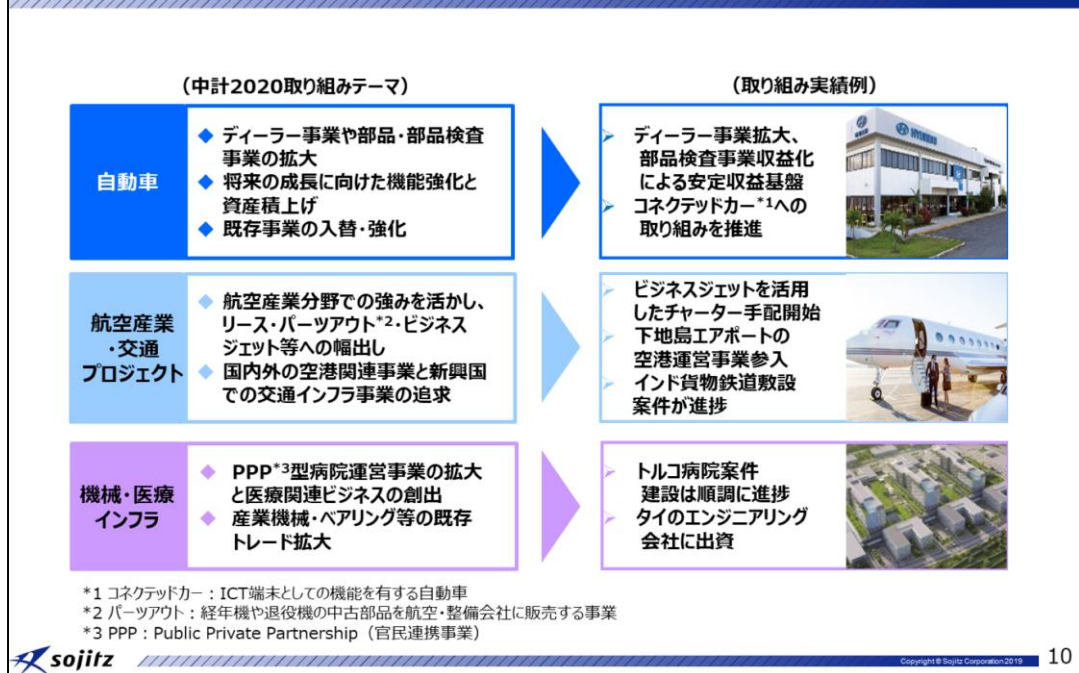 （中計2020取り組みテーマ）
（取り組み実績例）
自動車
◆ ディーラー事業や部品・部品検査
事業の拡大
◆ 将来の成長に向けた機能強化と
資産積上げ
◆ 既存事業の入替・強化
➢ ディーラー事業拡大、
部品検査事業収益化
による安定収益基盤
➢ コネクテッドカー*1への
取り組みを推進
HYUNDAI
航空産業
・交通
プロジェクト
◆ 航空産業分野での強みを活かし、
リース・パーツアウト*2・ビジネス
ジェット等への幅出し
◆ 国内外の空港関連事業と新興国
での交通インフラ事業の追求
➢ ビジネスジェットを活用
したチャーター手配開始
➢ 下地島エアポートの
空港運営事業参入
➢ インド貨物鉄道敷設
案件が進捗
機械・医療
インフラ
◆ PPP*3型病院運営事業の拡大
と医療関連ビジネスの創出
◆ 産業機械・ベアリング等の既存
トレード拡大
➢ トルコ病院案件
建設は順調に進捗
➢ タイのエンジニアリング
会社に出資
*1 コネクテッドカー：ICT端末としての機能を有する自動車
*2 パーツアウト：経年機や退役機の中古部品を航空・整備会社に販売する事業
*3 PPP：Public Private Partnership（官民連携事業）
sojitz
Copyright © Sojitz Corporation 2019
10